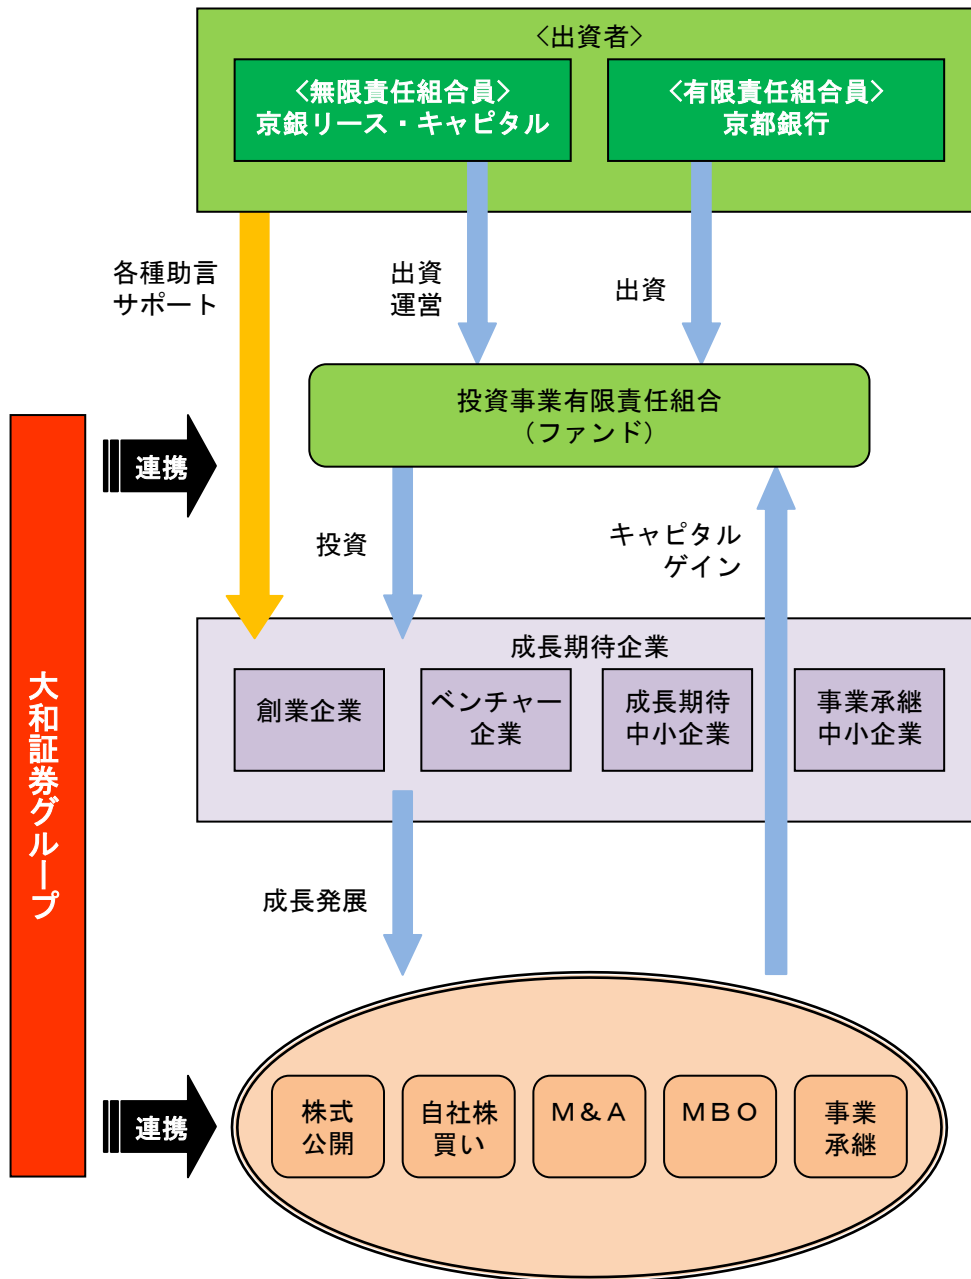 <出資者>
<無限責任組合員>
京銀リース・キャピタル
<有限責任組合員>
京都銀行
各種助言
サポート
出資
運営
出資
投資事業有限責任組合
（ファンド）
連携
投資
キャピタル
ゲイン
成長期待企業
創業企業
ベンチャー
企業
成長期待
中小企業
事業承継
中小企業
大和証券グループ
成長発展
連携
株式
公開
自社株
買い
Ｍ＆Ａ
ＭＢＯ
事業
承継